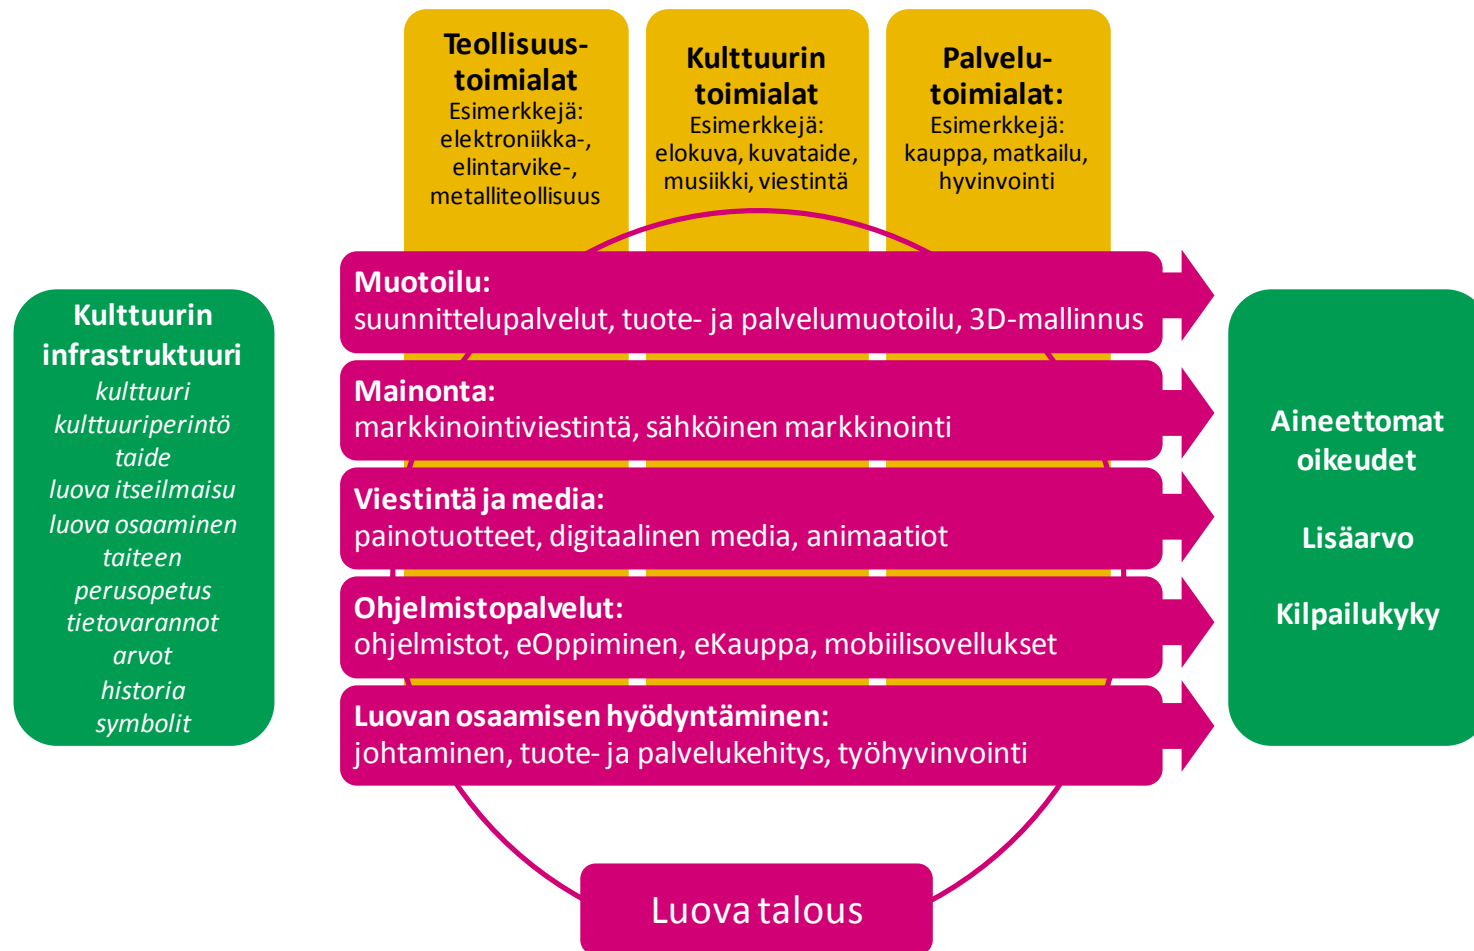 Teollisuus-
toimialat
Esimerkkejä:
elektroniikka-,
elintarvike-,
metalliteollisuus
Kulttuurin
toimialat
Esimerkkejä:
elokuva, kuvataide,
musiikki, viestintä
Palvelu-
toimialat:
Esimerkkejä:
kauppa, matkailu,
hyvinvointi
Kulttuurin
infrastruktuuri
kulttuuri
kulttuuriperintö
taide
luova itseilmaisu
luova osaaminen
taiteen
perusopetus
tietovarannot
arvot
historia
symbolit
Muotoilu:
suunnittelupalvelut, tuote- ja palvelumuotoilu, 3D-mallinnus
Mainonta:
markkinointiviestintä, sähköinen markkinointi
Viestintä ja media:
painotuotteet, digitaalinen media, animaatiot
Ohjelmistopalvelut:
ohjelmistot, eOppiminen, eKauppa, mobiilisovellukset
Luovan osaamisen hyödyntäminen:
johtaminen, tuote- ja palvelukehitys, työhyvinvointi
Aineettomat
oikeudet
Lisäarvo
Kilpailukyky
Luova talous